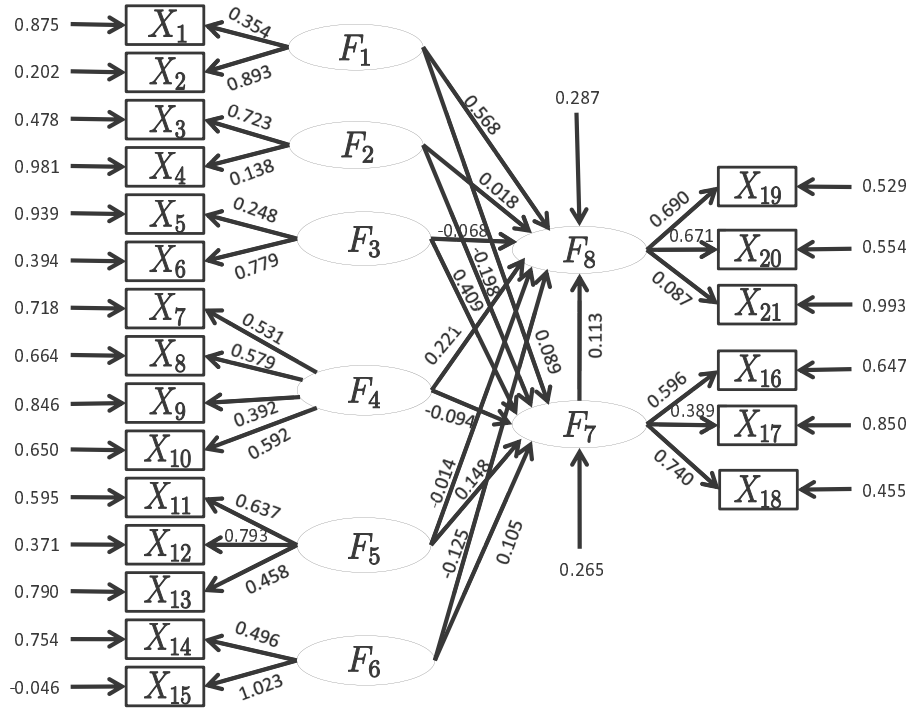 0.875 X₁ 0.354
0.202 X₂ 0.893
F₁
0.478 X₃ 0.723
0.981 X₄ 0.138
F₂
0.939 X₅ 0.248
0.394 X₆ 0.779
F₃
0.718 X₇ 0.531
0.664 X₈ 0.579
0.846 X₉ 0.392
0.650 X₁₀ 0.592
F₄
0.595 X₁₁ 0.637
0.371 X₁₂ 0.793
0.790 X₁₃ 0.458
F₅
0.754 X₁₄ 0.496
-0.046 X₁₅ 1.023
F₆
0.568
0.018
-0.068
-0.198
0.409
0.221
0.089
-0.094
-0.014
0.148
-0.125
0.105
0.287
F₈
0.113
F₇
0.265
0.690 X₁₉ 0.529
0.671 X₂₀ 0.554
0.087 X₂₁ 0.993
0.596 X₁₆ 0.647
0.389 X₁₇ 0.850
0.740 X₁₈ 0.455